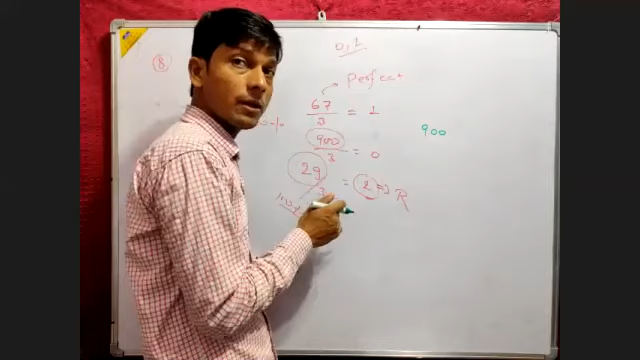 8
0,1
Perfect
67/3 = 1
900/3 = 0
900
29/3 = 2 => R